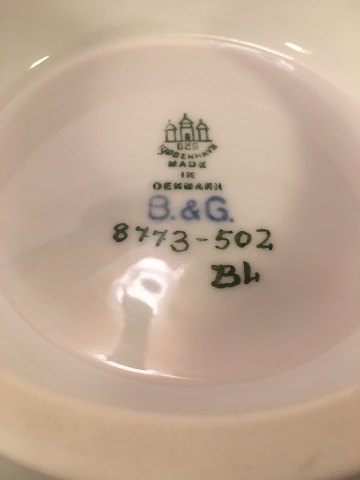 B&G
KJØBENHAVN
MADE
IN
DENMARK
B.&G.
8773-502
BL